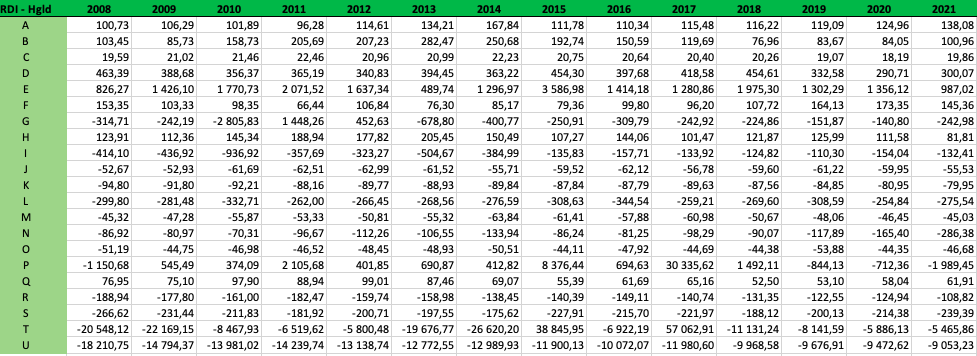 RDI - Hgld 2008 2009 2010 2011 2012 2013 2014 2015 2016 2017 2018 2019 2020 2021
A 100,73 106,29 101,89 96,28 114,61 134,21 167,84 111,78 110,34 115,48 116,22 119,09 124,96 138,08
B 103,45 85,73 158,73 205,69 207,23 282,47 250,68 192,74 150,59 119,69 76,96 83,67 84,05 100,96
C 19,59 21,02 21,46 22,46 20,96 20,99 22,23 20,75 20,64 20,40 20,26 19,07 18,19 19,86
D 463,39 388,68 356,37 365,19 340,83 394,45 363,22 454,30 397,68 418,58 454,61 332,58 290,71 300,07
E 826,27 1 426,10 1 770,73 2 071,52 1 637,34 489,74 1 296,97 3 586,98 1 414,18 1 280,86 1 975,30 1 302,29 1 356,12 987,02
F 153,35 103,33 98,35 66,44 106,84 76,30 85,17 79,36 99,80 96,20 107,72 164,13 173,35 145,36
G -314,71 -242,19 -2 805,83 1 448,26 452,63 -678,80 -400,77 -250,91 -309,79 -242,92 -224,86 -151,87 -140,80 -242,98
H 123,91 112,36 145,34 188,94 177,82 205,45 150,49 107,27 144,06 101,47 121,87 125,99 111,58 81,81
I -414,10 -436,92 -936,92 -357,69 -323,27 -504,67 -384,99 -135,83 -157,71 -133,92 -124,82 -110,30 -154,04 -132,41
J -52,67 -52,93 -61,69 -62,51 -62,99 -61,52 -55,71 -59,52 -62,12 -56,78 -59,60 -61,22 -59,95 -55,53
K -94,80 -91,80 -92,21 -88,16 -89,77 -88,93 -89,84 -87,84 -87,79 -89,63 -87,56 -84,85 -80,95 -79,95
L -299,80 -281,48 -332,71 -262,00 -266,45 -268,56 -276,59 -308,63 -344,54 -259,21 -269,60 -308,59 -254,84 -275,54
M -45,32 -47,28 -55,87 -53,33 -50,81 -55,32 -63,84 -61,41 -57,88 -60,98 -50,67 -48,06 -46,45 -45,03
N -86,92 -80,97 -70,31 -96,67 -112,26 -106,55 -133,94 -86,24 -81,25 -98,29 -90,07 -117,89 -165,40 -286,38
O -51,19 -44,75 -46,98 -46,52 -48,45 -48,93 -50,51 -44,11 -47,92 -44,69 -44,38 -53,88 -44,35 -46,68
P -1 150,68 545,49 374,09 2 105,68 401,85 690,87 412,82 8 376,44 694,63 30 335,62 1 492,11 -844,13 -712,36 -1 989,45
Q 76,95 75,10 97,90 88,94 99,01 87,46 69,07 55,39 61,69 65,16 52,50 53,10 58,04 61,91
R -188,94 -177,80 -161,00 -182,47 -159,74 -158,98 -138,45 -140,39 -149,11 -140,74 -131,35 -122,55 -124,94 -108,82
S -266,62 -231,44 -211,83 -181,92 -200,71 -197,55 -175,62 -227,91 -215,70 -221,97 -188,12 -200,13 -214,38 -239,39
T -20 548,12 -22 169,15 -8 467,93 -6 519,62 -5 800,48 -19 676,77 -26 620,20 38 845,95 -6 922,19 57 062,91 -11 131,24 -8 141,59 -5 886,13 -5 465,86
U -18 210,75 -14 794,37 -13 981,02 -14 239,74 -13 138,74 -12 772,55 -12 989,93 -11 900,13 -10 072,07 -11 980,60 -9 968,58 -9 676,91 -9 472,62 -9 053,23